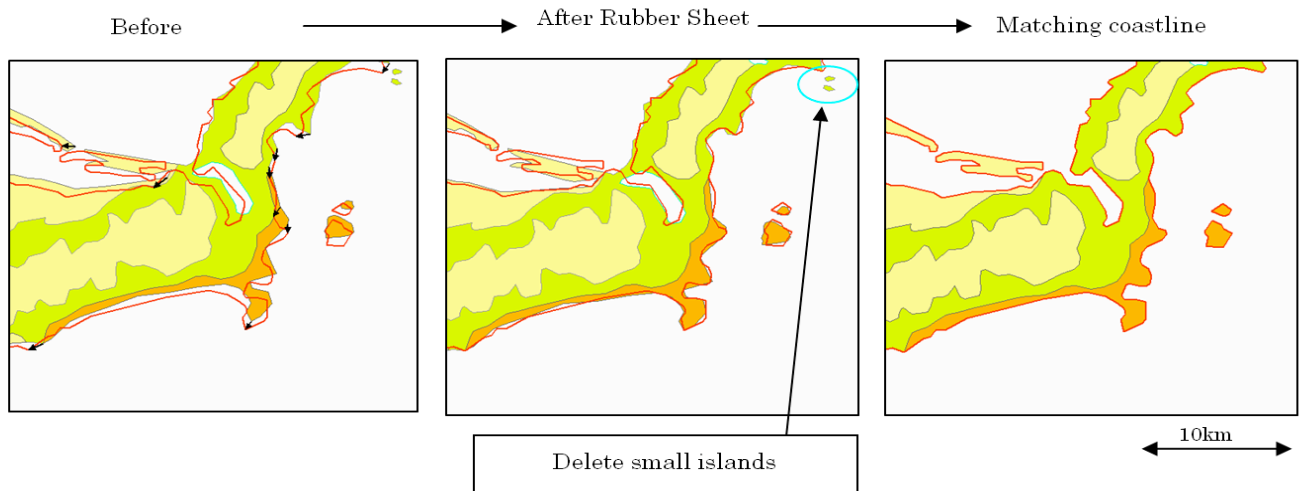 Before
After Rubber Sheet
Matching coastline
Delete small islands
10km